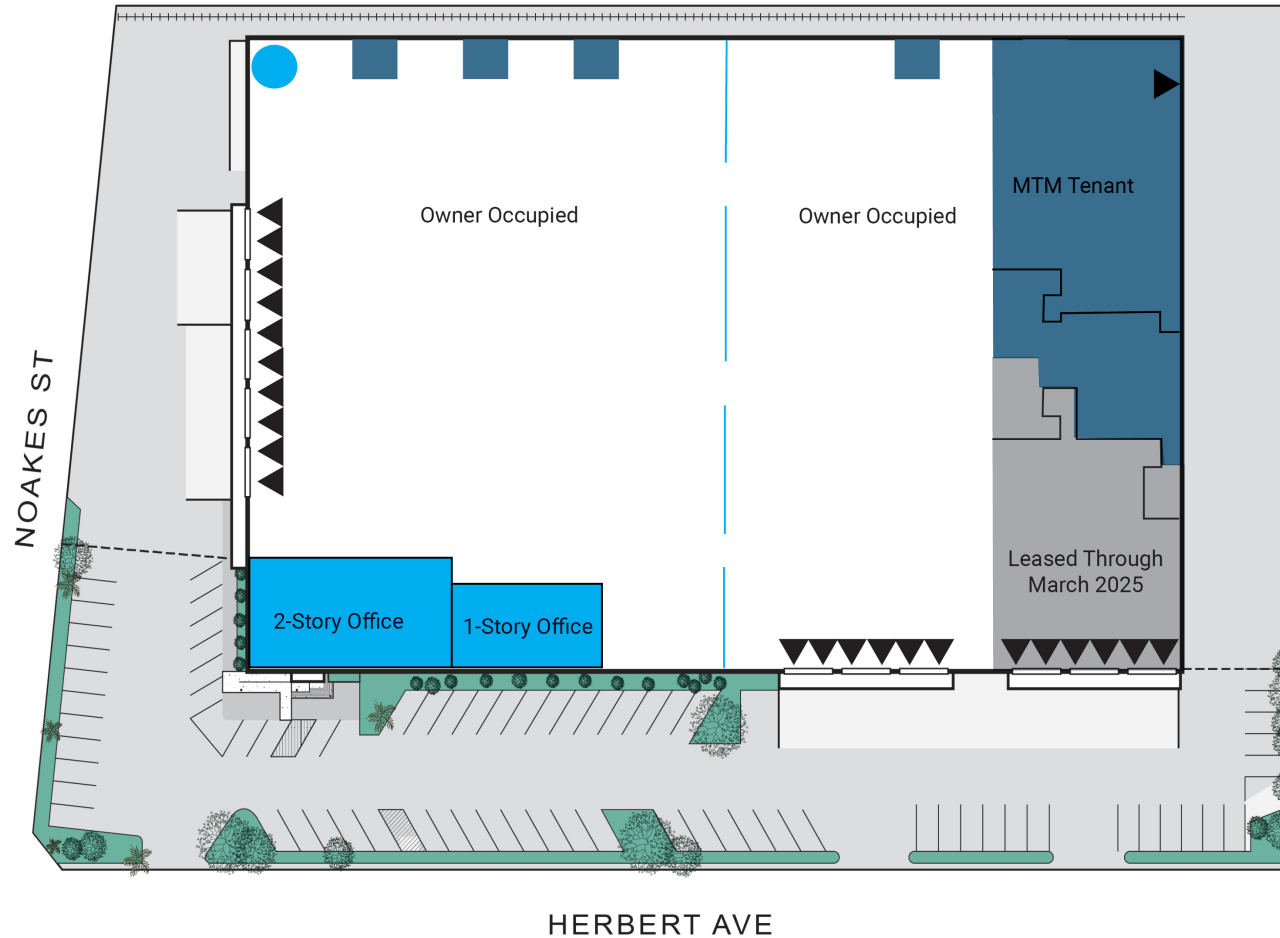 MTM Tenant
Owner Occupied
Owner Occupied
NOAKES ST
Leased Through
March 2025
2-Story Office
1-Story Office
HERBERT AVE